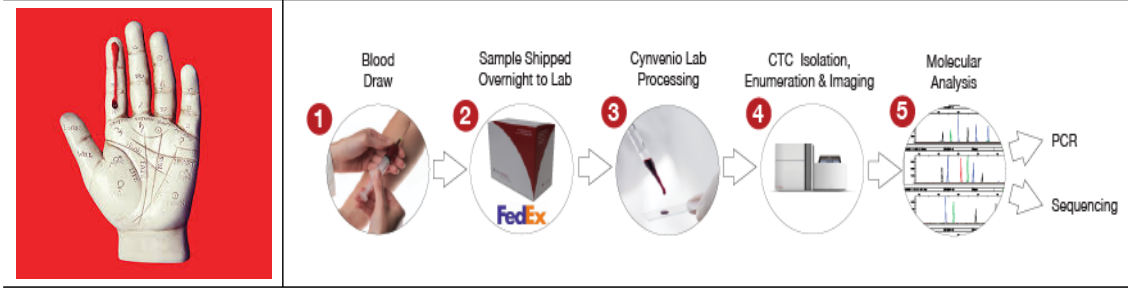 Blood
Draw
Sample Shipped
Overnight to Lab
Cynvenio Lab
Processing
CTC Isolation,
Enumeration & Imaging
Molecular
Analysis
1
2
3
4
5
FedEx
PCR
Sequencing